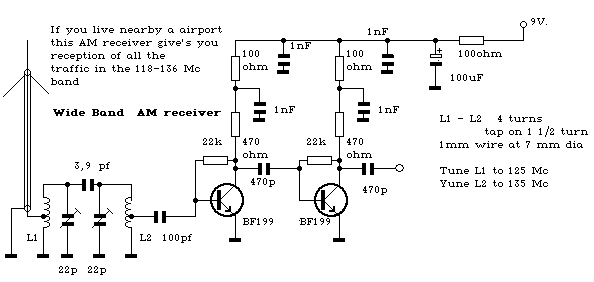 If you live nearby a airport
this AM receiver give's you
reception of all the
traffic in the 118-136 Mc
band
Wide Band AM receiver
1nF
1nF
9V.
100
ohm
100
ohm
100ohm
100uF
1nF
1nF
L1 - L2 4 turns
tap on 1 1/2 turn
1mm wire at 7 mm dia
Tune L1 to 125 Mc
Yune L2 to 135 Mc
22k
470
ohm
22k
470
ohm
3,9 pf
470p
470p
L1
L2
100pf
BF199
BF199
22p
22p